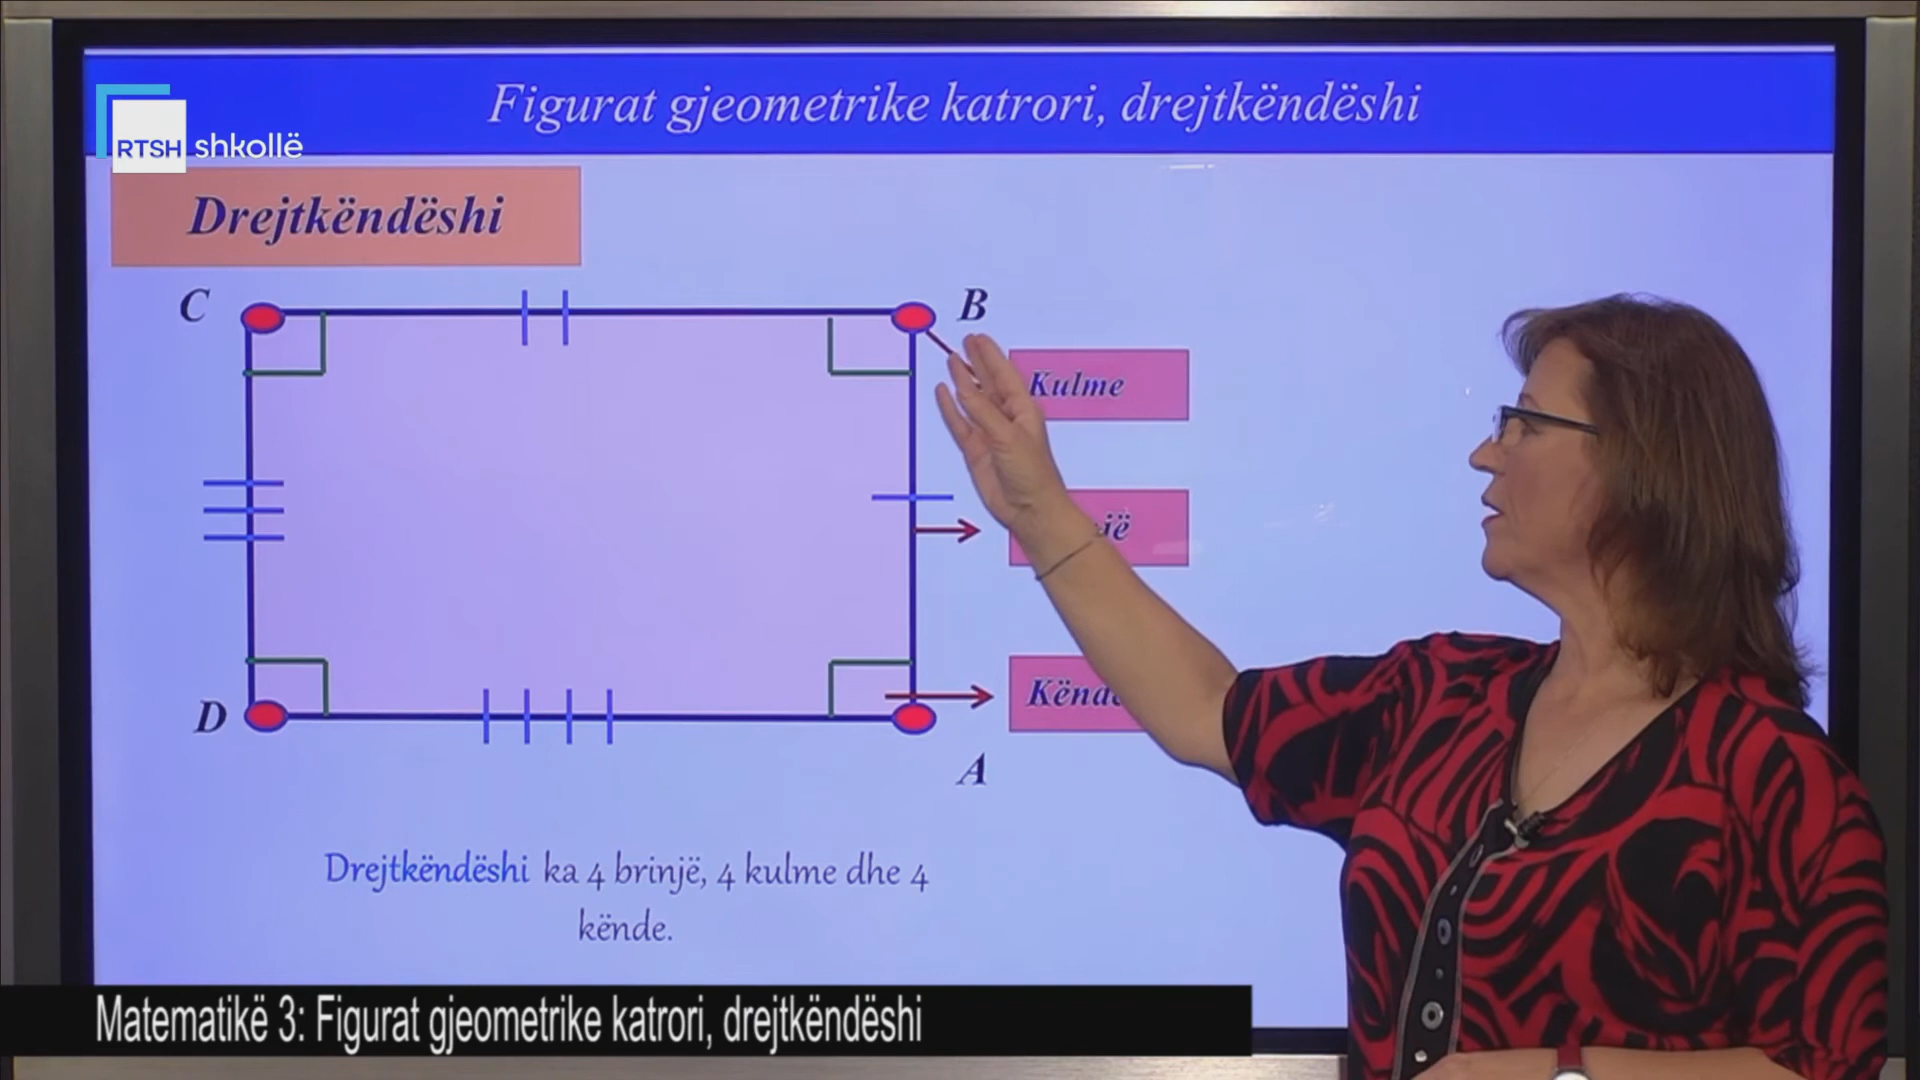 Figurat gjeometrike katrori, drejtkëndëshi
RTSH shkollë
Drejtkëndëshi
C
B
Kulme
D
A
Drejtkëndëshi ka 4 brinjë, 4 kulme dhe 4
kënde.
Matematikë 3: Figurat gjeometrike katrori, drejtkëndëshi